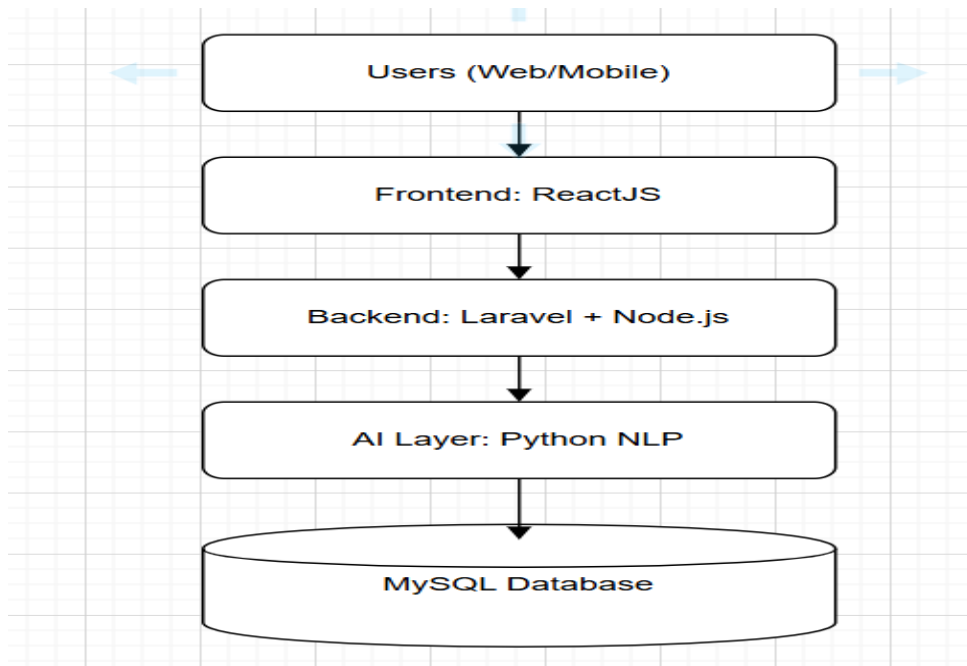 Users (Web/Mobile)
Frontend: ReactJS
Backend: Laravel + Node.js
AI Layer: Python NLP
MySQL Database